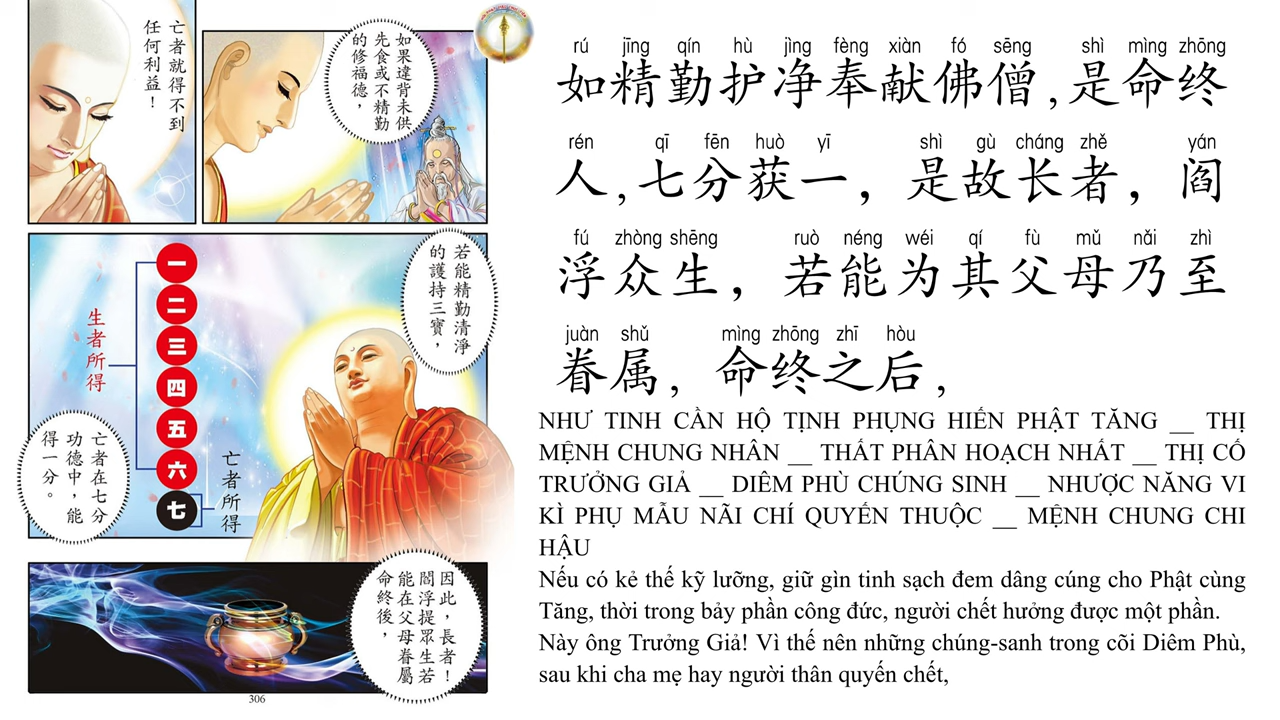 亡者就得不到
任何利益！
如果違背未供
先食或不精勤
的修福德，
若能精勤清淨
的護持三寶，
一
二
三
四
五
六
七
生者所得
亡者所得
亡者在七分
功德中，能
得一分。
因此，長者！
閻浮提眾生若
能在父母眷屬
命終後，
306
rú jīng qín hù jìng fèng xiàn fó sēng shì mìng zhōng
如精勤护净奉献佛僧,是命终
rén qī fēn huò yī shì gù cháng zhě yán
人,七分获一，是故长者，阎
fú zhòng shēng ruò néng wéi qí fù mǔ nǎi zhì
浮众生，若能为其父母乃至
juàn shǔ mìng zhōng zhī hòu
眷属，命终之后，
NHƯ TINH CẦN HỘ TỊNH PHỤNG HIẾN PHẬT TĂNG __ THỊ
MỆNH CHUNG NHÂN __ THẤT PHÂN HOẠCH NHẤT __ THỊ CỐ
TRƯỞNG GIẢ __ DIÊM PHÙ CHÚNG SINH __ NHƯỢC NĂNG VI
KÌ PHỤ MẪU NÃI CHÍ QUYẾN THUỘC __ MỆNH CHUNG CHI
HẬU
Nếu có kẻ thế kỹ lưỡng, giữ gìn tinh sạch đem dâng cúng cho Phật cùng
Tăng, thời trong bảy phần công đức, người chết hưởng được một phần.
Này ông Trưởng Giả! Vì thế nên những chúng-sanh trong cõi Diêm Phù,
sau khi cha mẹ hay người thân quyến chết,